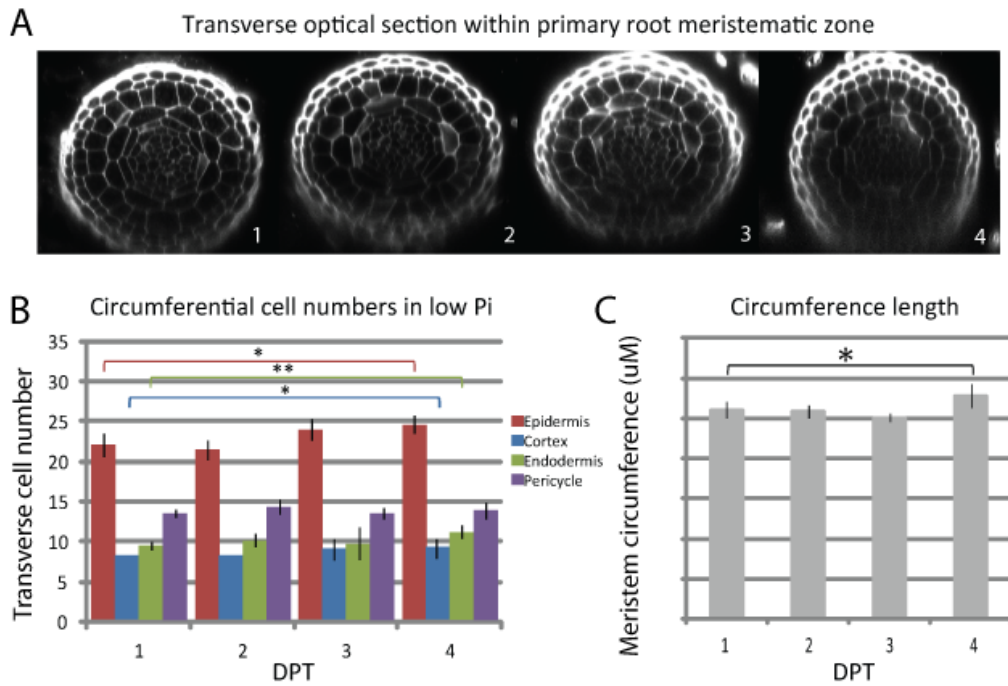 A
Transverse optical section within primary root meristematic zone
1 2 3 4
B
Circumferential cell numbers in low Pi
Transverse cell number
35
30
25
20
15
10
5
0
*
**
*
Epidermis
Cortex
Endodermis
Pericycle
1 2 3 4
DPT
C
Circumference length
Meristem circumference (uM)
*
1 2 3 4
DPT